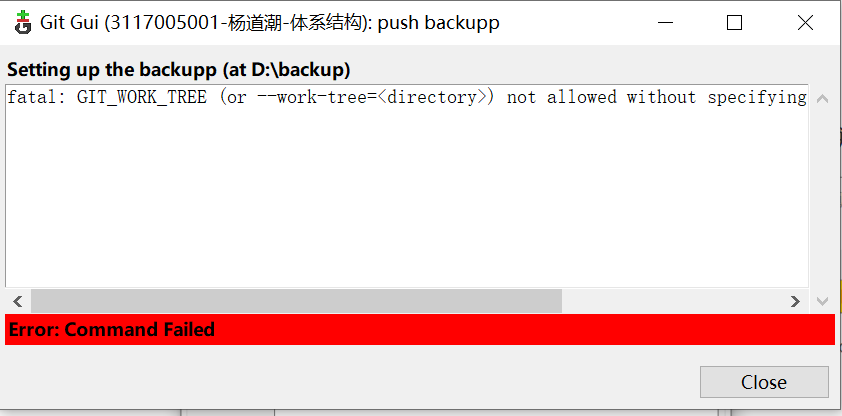 Git Gui (3117005001-杨道潮-体系结构): push backupp
Setting up the backupp (at D:\backup)
fatal: GIT_WORK_TREE (or --work-tree=<directory>) not allowed without specifying
Error: Command Failed
Close